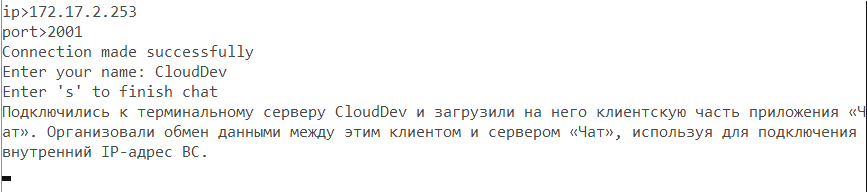 ip>172.17.2.253
port>2001
Connection made successfully
Enter your name: CloudDev
Enter 's' to finish chat
Подключились к терминальному серверу CloudDev и загрузили на него клиентскую часть приложения «Ч
ат». Организовали обмен данными между этим клиентом и сервером «Чат», используя для подключения
внутренний IP-адрес ВС.